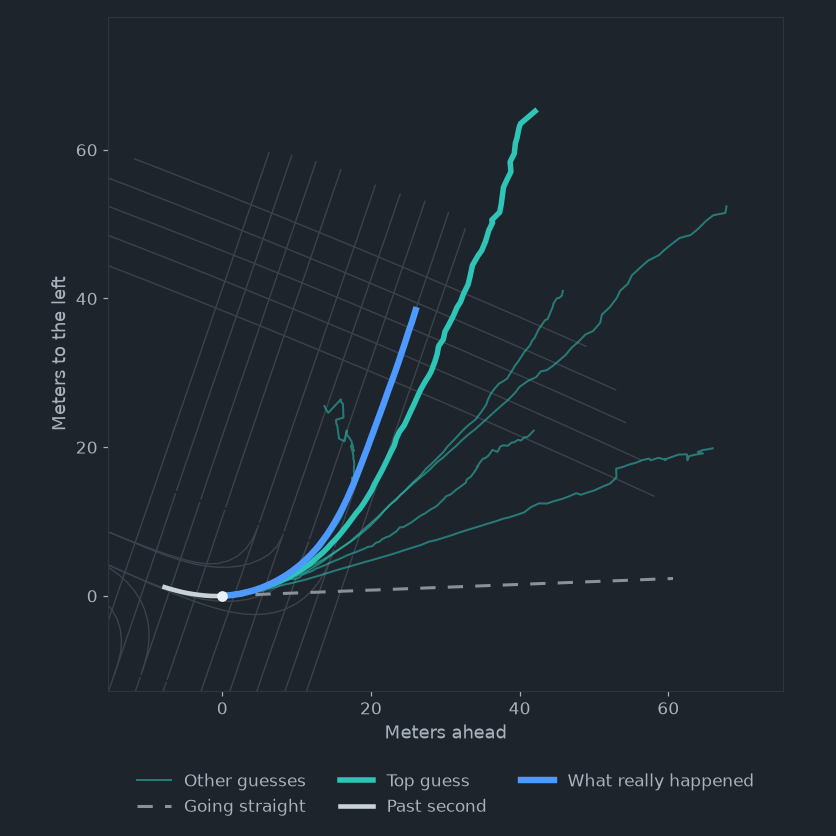 60
40
20
0
Meters to the left
0 20 40 60
Meters ahead
Other guesses Top guess What really happened
Going straight Past second